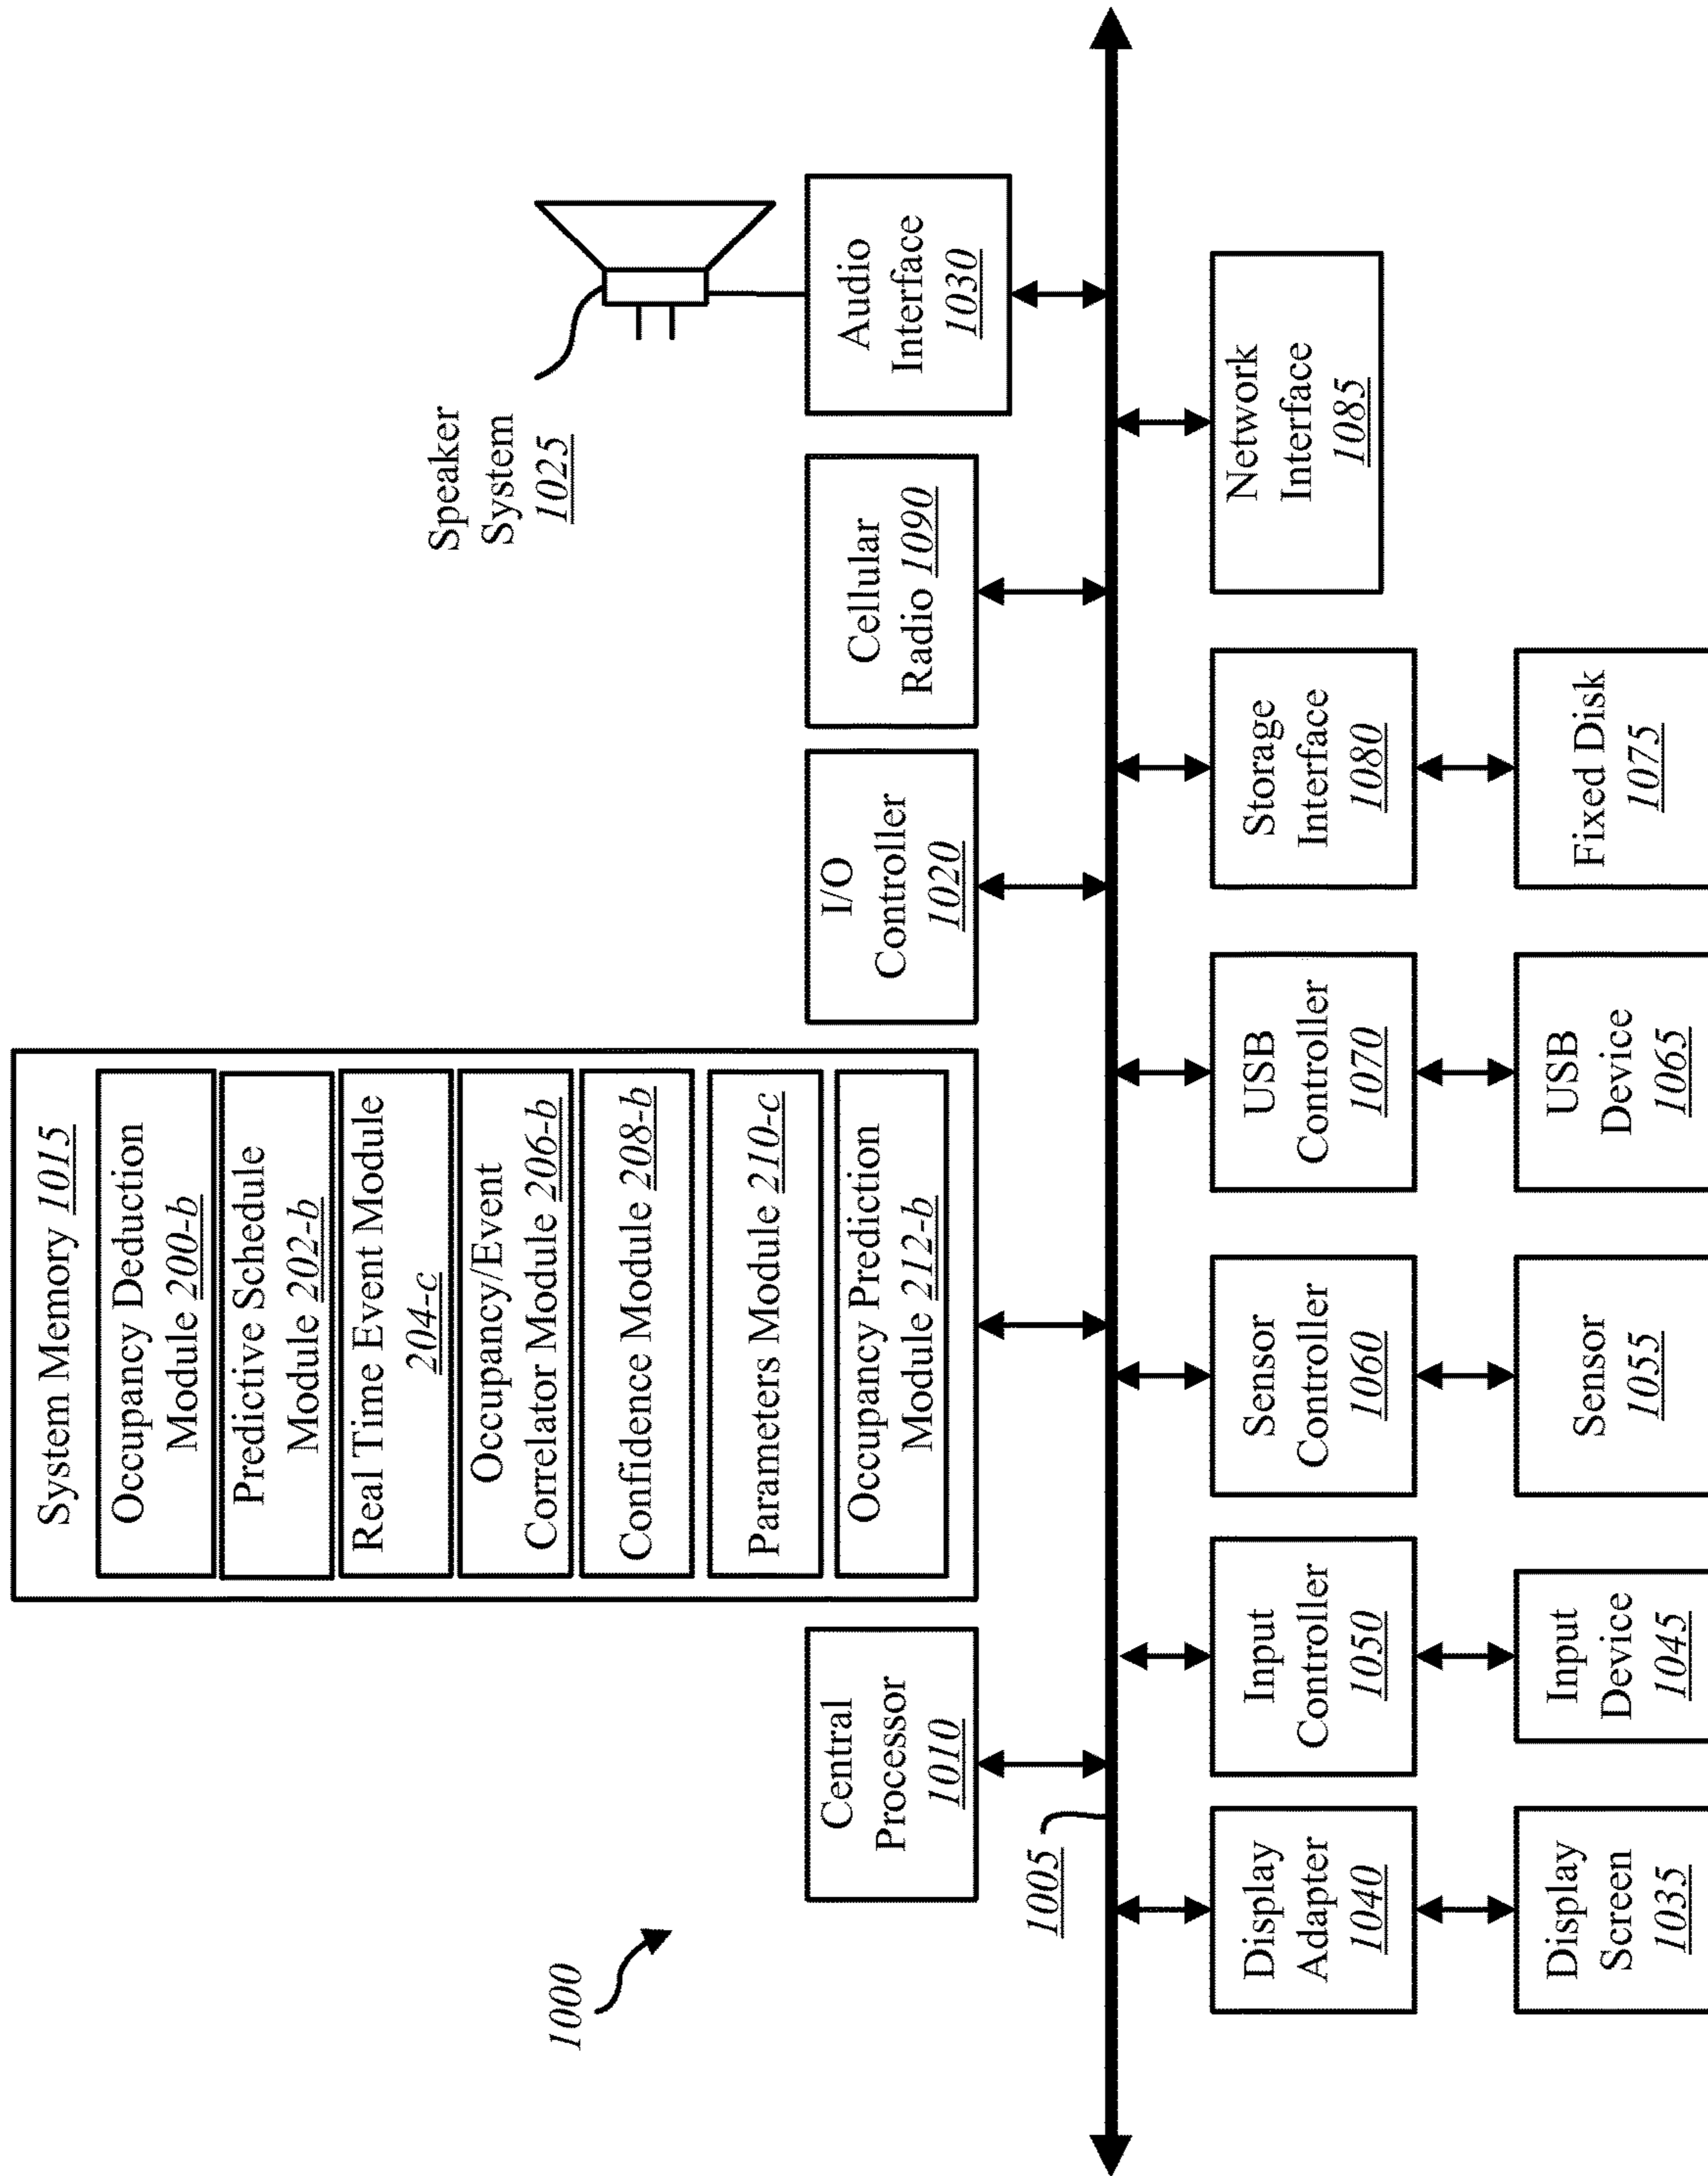 1000
System Memory 1015
Occupancy Deduction
Module 200-b
Predictive Schedule
Module 202-b
Real Time Event Module
204-c
Occupancy/Event
Correlator Module 206-b
Confidence Module 208-b
Parameters Module 210-c
Occupancy Prediction
Module 212-b
Speaker
System
1025
Central
Processor
1010
I/O
Controller
1020
Cellular
Radio 1090
Audio
Interface
1030
1005
Display
Adapter
1040
Input
Controller
1050
Sensor
Controller
1060
USB
Controller
1070
Storage
Interface
1080
Network
Interface
1085
Display
Screen
1035
Input
Device
1045
Sensor
1055
USB
Device
1065
Fixed Disk
1075